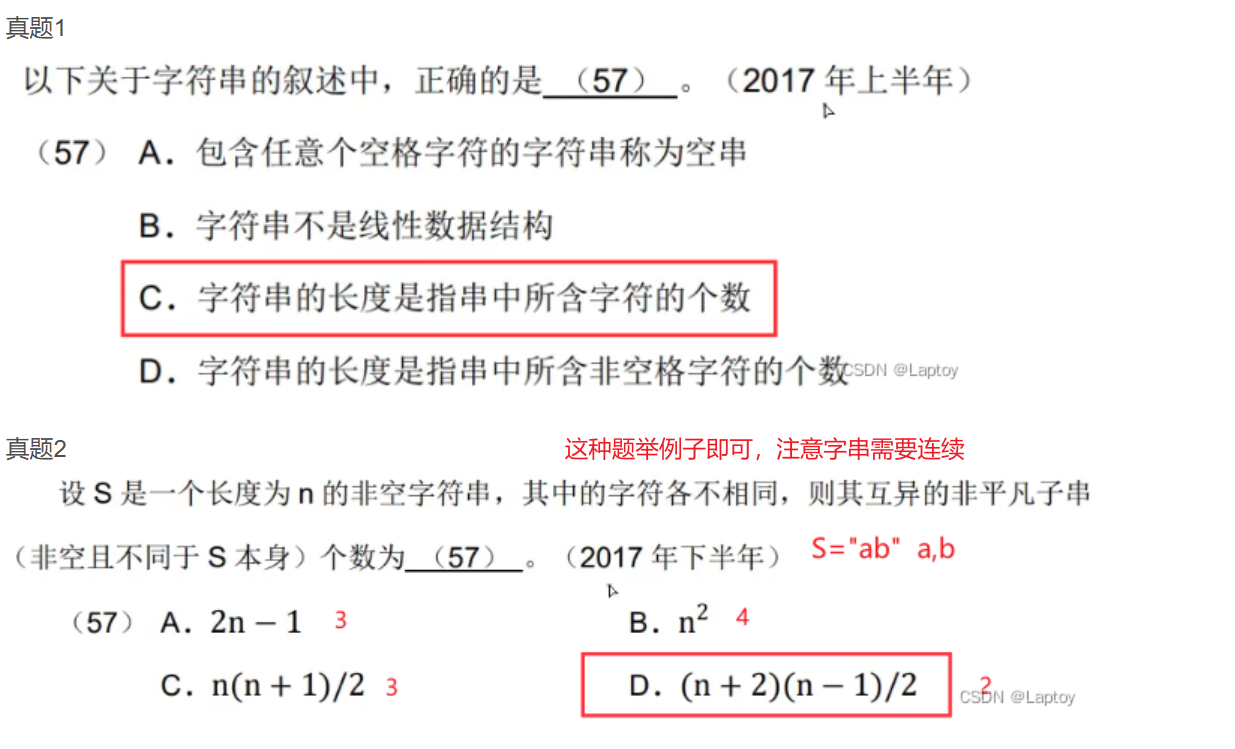 真题1
以下关于字符串的叙述中，正确的是 （57） 。（2017 年上半年）
（57） A．包含任意个空格字符的字符串称为空串
B．字符串不是线性数据结构
C．字符串的长度是指串中所含字符的个数
D．字符串的长度是指串中所含非空格字符的个数
CSDN @Laptoy
真题2
这种题举例子即可，注意字串需要连续
设 S 是一个长度为 n 的非空字符串，其中的字符各不相同，则其互异的非平凡子串
（非空且不同于 S 本身）个数为 （57） 。（2017 年下半年） S="ab" a,b
（57） A．2n − 1 3 B．n² 4
C．n(n + 1)/2 3 D．(n + 2)(n − 1)/2 2
CSDN @Laptoy